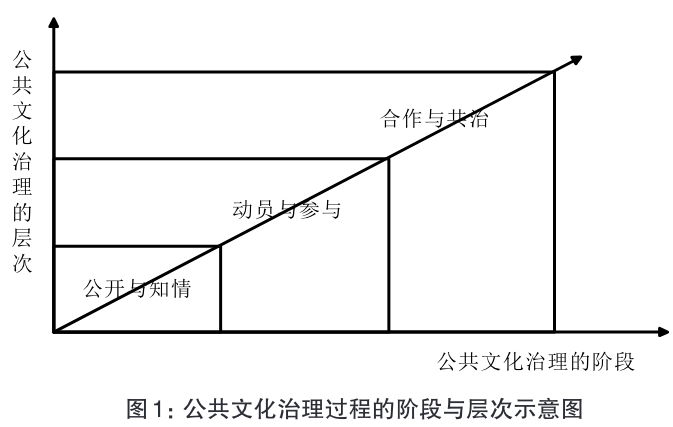 公共文化治理的层次
合作与共治
动员与参与
公开与知情
公共文化治理的阶段
图1：公共文化治理过程的阶段与层次示意图